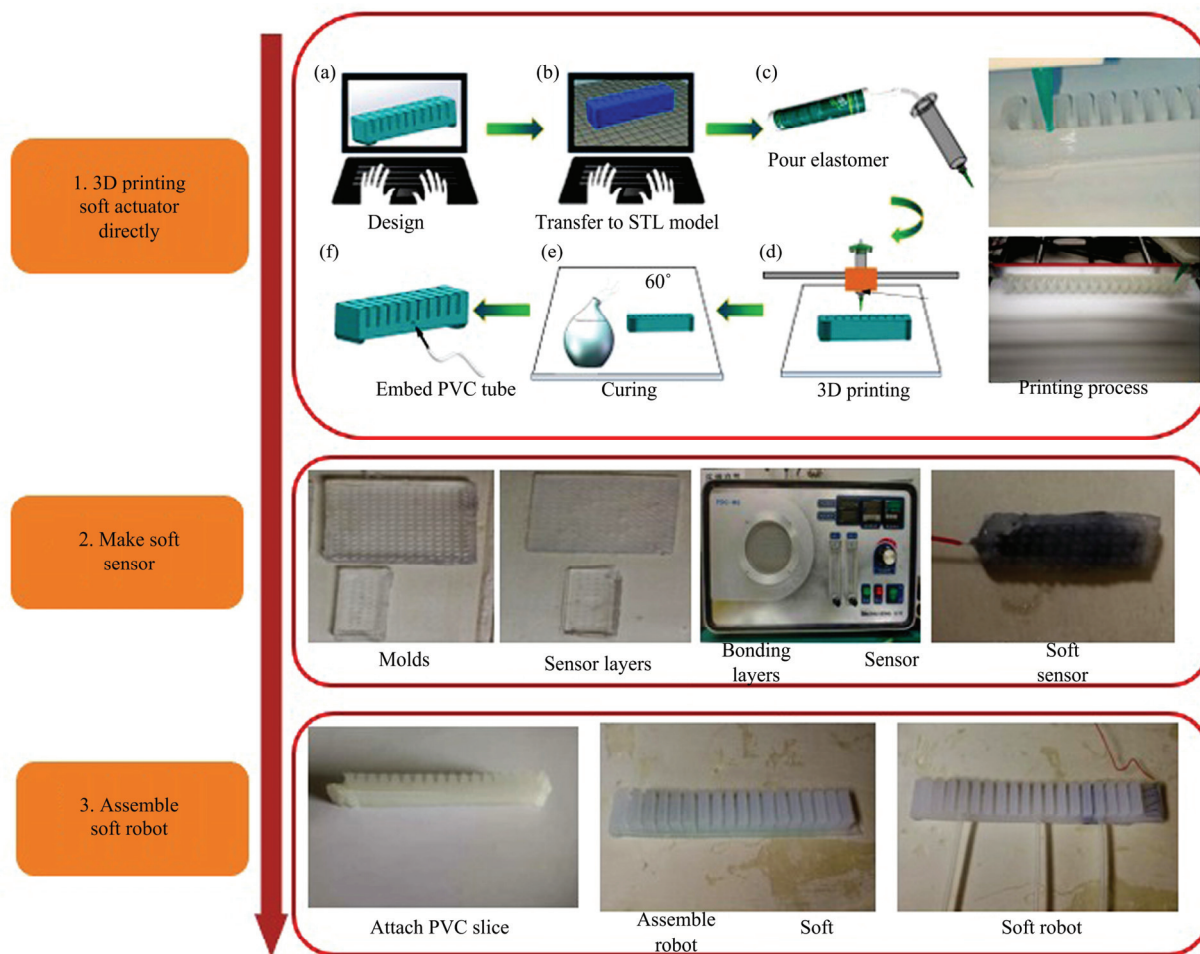 1. 3D printing
soft actuator
directly
(a)
(b)
(c)
Design
Transfer to STL model
Pour elastomer
(f)
(e)
(d)
60°
Embed PVC tube
Curing
3D printing
Printing process
2. Make soft
sensor
Molds
Sensor layers
Bonding
layers
Sensor
Soft
sensor
3. Assemble
soft robot
Attach PVC slice
Assemble
robot
Soft
Soft robot